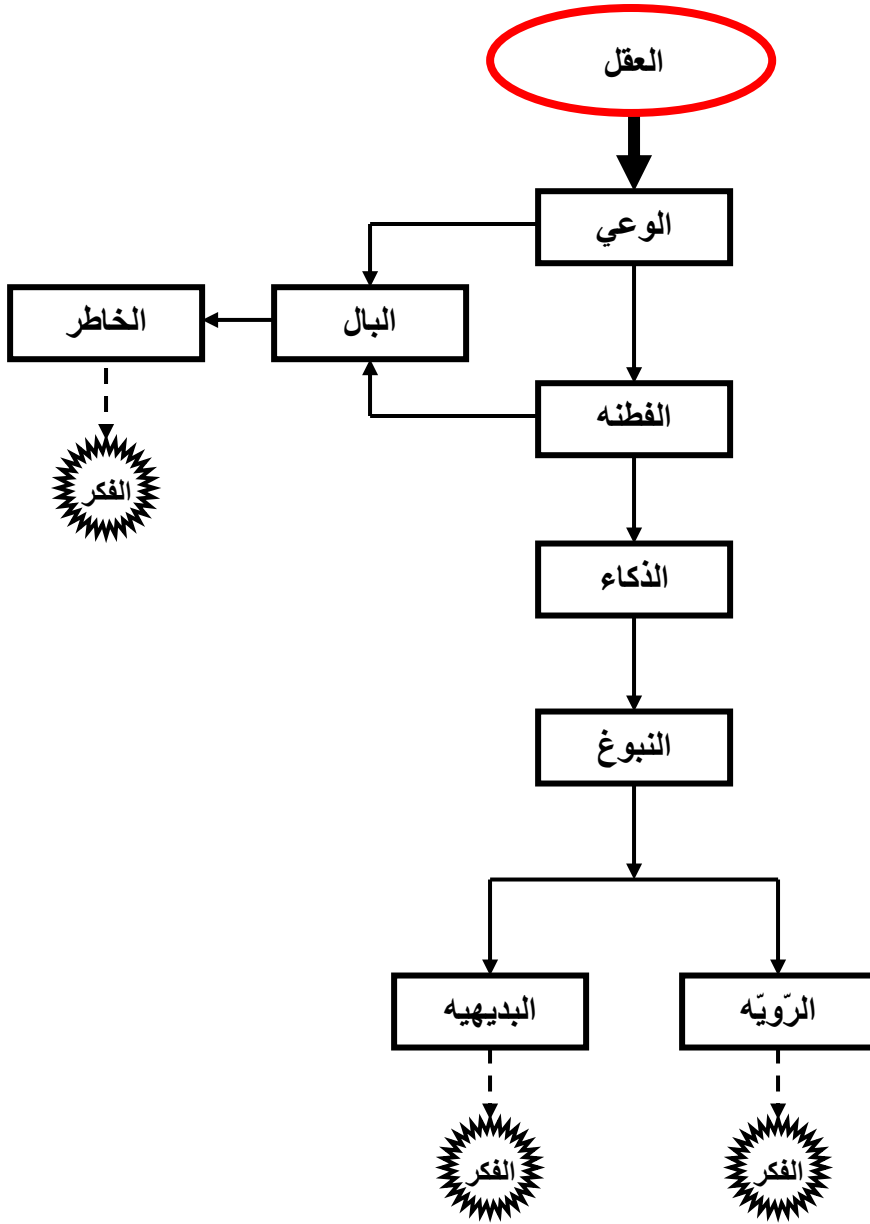 العقل
الوعي
البال
الخاطر
الفطنه
الفكر
الذكاء
النبوغ
الرّويّه
البديهيه
الفكر
الفكر